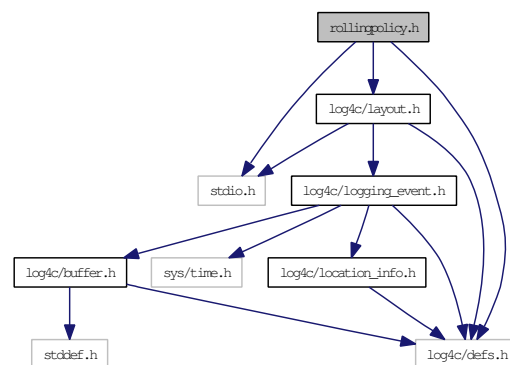 rollingpolicy.h
log4c/layout.h
stdio.h
log4c/logging_event.h
log4c/buffer.h
sys/time.h
log4c/location_info.h
stddef.h
log4c/defs.h